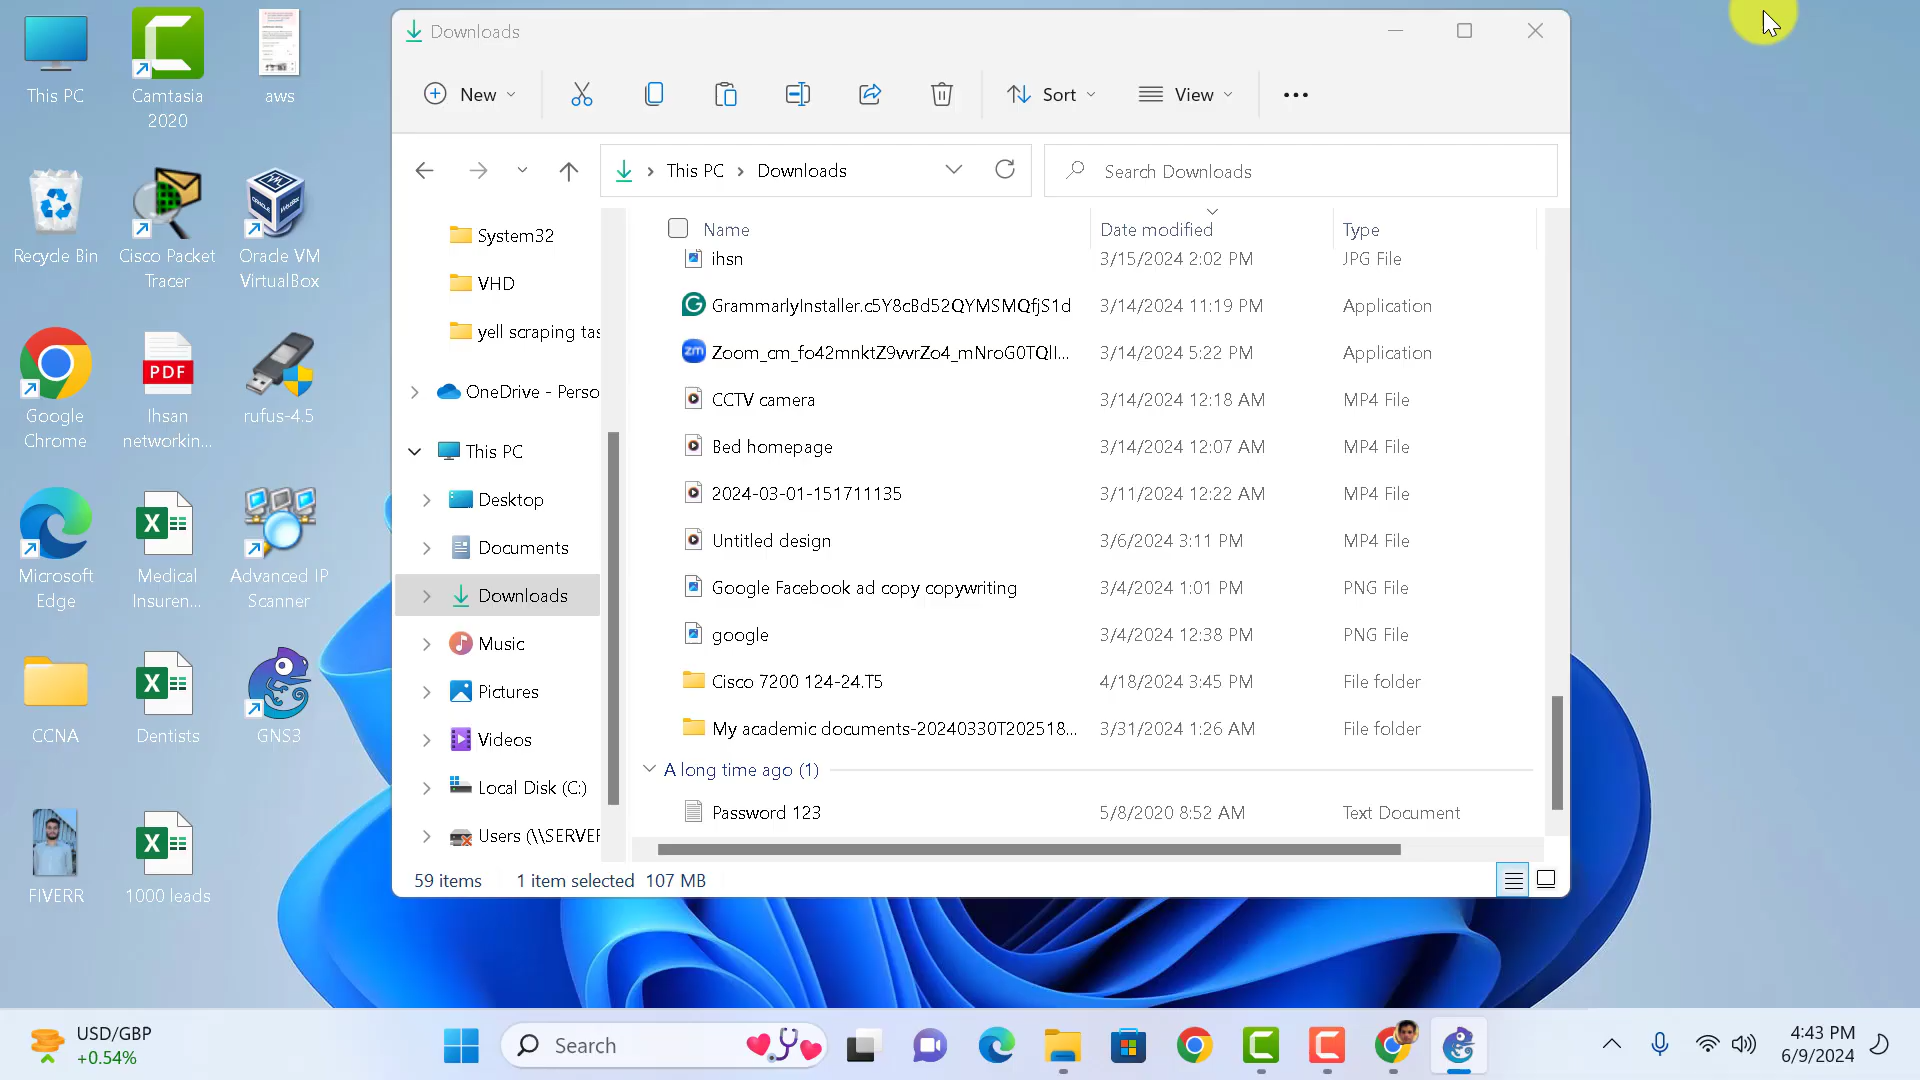 This PC
Camtasia
2020
aws
Recycle Bin
Cisco Packet
Tracer
Oracle VM
VirtualBox
Google
Chrome
PDF
Ihsan
networkin...
rufus-4.5
Microsoft
Edge
Medical
Insuren...
Advanced IP
Scanner
CCNA
Dentists
GNS3
FIVERR
1000 leads
Downloads
New
Sort
View
This PC
Downloads
Search Downloads
System32
VHD
yell scraping tas
OneDrive - Perso
This PC
Desktop
Documents
Downloads
Music
Pictures
Videos
Local Disk (C:)
Users (\\SERVER
Name Date modified Type
ihsn 3/15/2024 2:02 PM JPG File
GrammarlyInstaller.c5Y8cBd52QYMSMQfjS1d 3/14/2024 11:19 PM Application
Zoom_cm_fo42mnktZ9vvrZo4_mNroG0TQlI... 3/14/2024 5:22 PM Application
CCTV camera 3/14/2024 12:18 AM MP4 File
Bed homepage 3/14/2024 12:07 AM MP4 File
2024-03-01-151711135 3/11/2024 12:22 AM MP4 File
Untitled design 3/6/2024 3:11 PM MP4 File
Google Facebook ad copy copywriting 3/4/2024 1:01 PM PNG File
google 3/4/2024 12:38 PM PNG File
Cisco 7200 124-24.T5 4/18/2024 3:45 PM File folder
My academic documents-20240330T202518... 3/31/2024 1:26 AM File folder
A long time ago (1)
Password 123 5/8/2020 8:52 AM Text Document
59 items 1 item selected 107 MB
USD/GBP
+0.54%
Search
4:43 PM
6/9/2024